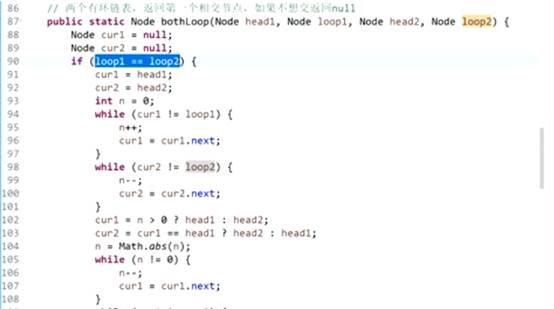 86 // 两个有环链表，返回第一个相交节点，如果不想交返回null
87 public static Node bothLoop(Node head1, Node loop1, Node head2, Node loop2) {
88 Node cur1 = null;
89 Node cur2 = null;
90 if (loop1 == loop2) {
91 cur1 = head1;
92 cur2 = head2;
93 int n = 0;
94 while (cur1 != loop1) {
95 n++;
96 cur1 = cur1.next;
97 }
98 while (cur2 != loop2) {
99 n--;
100 cur2 = cur2.next;
101 }
102 cur1 = n > 0 ? head1 : head2;
103 cur2 = cur1 == head1 ? head2 : head1;
104 n = Math.abs(n);
105 while (n != 0) {
106 n--;
107 cur1 = cur1.next;
108 }